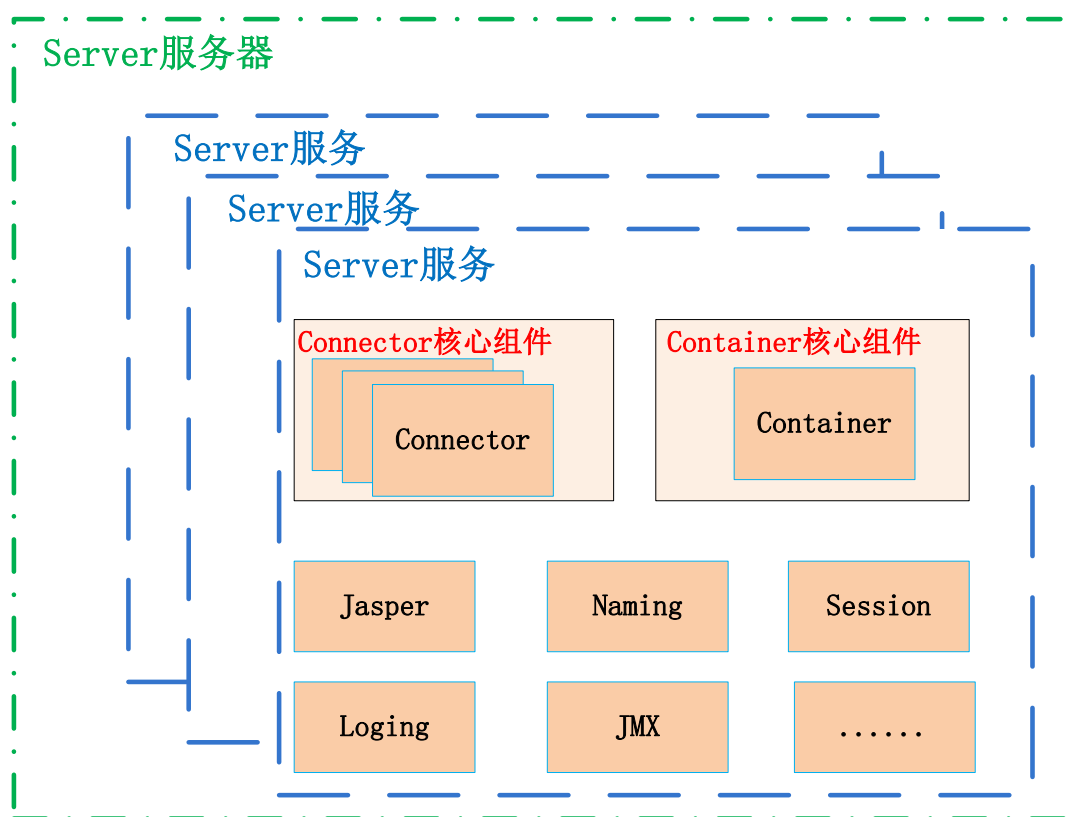 Server服务器
Server服务
Server服务
Server服务
Connector核心组件
Container核心组件
Connector
Container
Jasper
Naming
Session
Loging
JMX
......